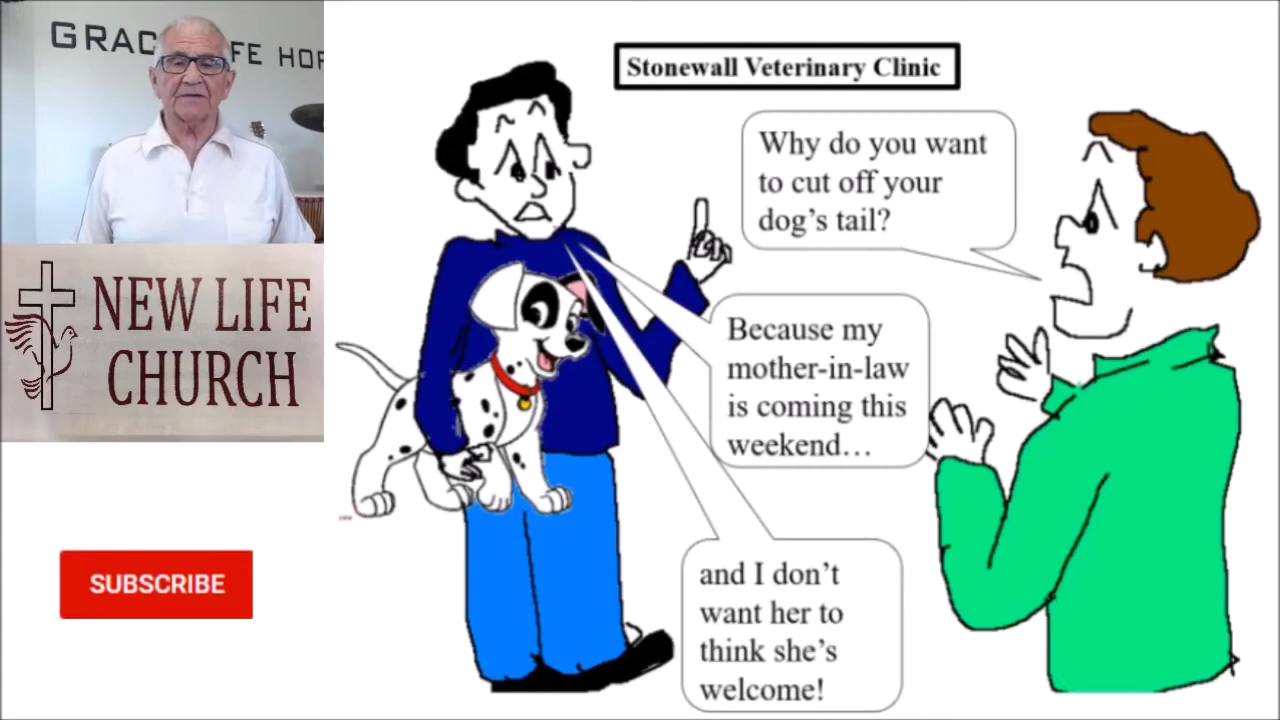 GRAC
FE HOP
NEW LIFE
CHURCH
SUBSCRIBE
Stonewall Veterinary Clinic
Why do you want
to cut off your
dog's tail?
Because my
mother-in-law
is coming this
weekend…
and I don't
want her to
think she's
welcome!